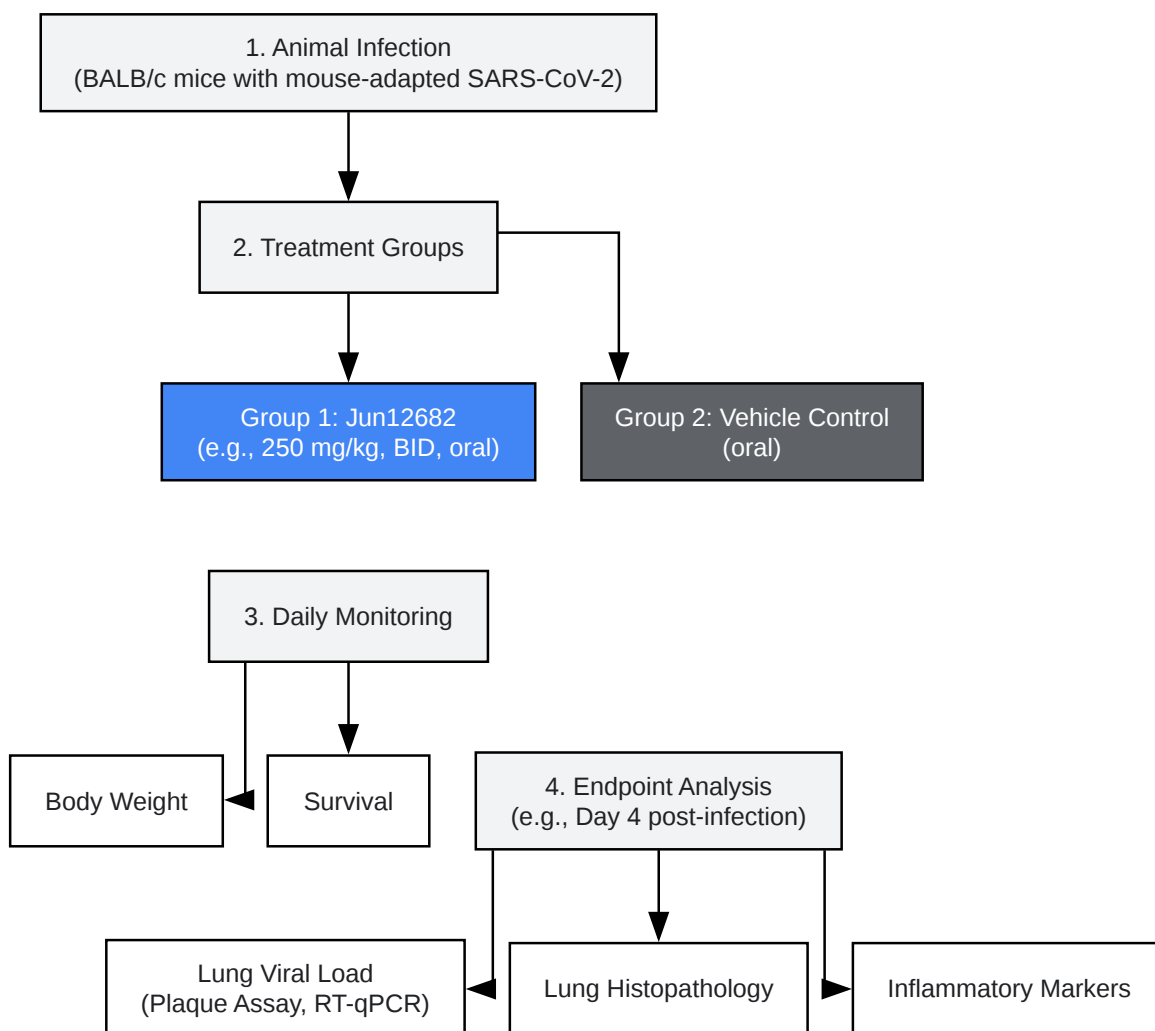 1. Animal Infection
(BALB/c mice with mouse-adapted SARS-CoV-2)
2. Treatment Groups
Group 1: Jun12682
(e.g., 250 mg/kg, BID, oral)
Group 2: Vehicle Control
(oral)
3. Daily Monitoring
Body Weight
Survival
4. Endpoint Analysis
(e.g., Day 4 post-infection)
Lung Viral Load
(Plaque Assay, RT-qPCR)
Lung Histopathology
Inflammatory Markers